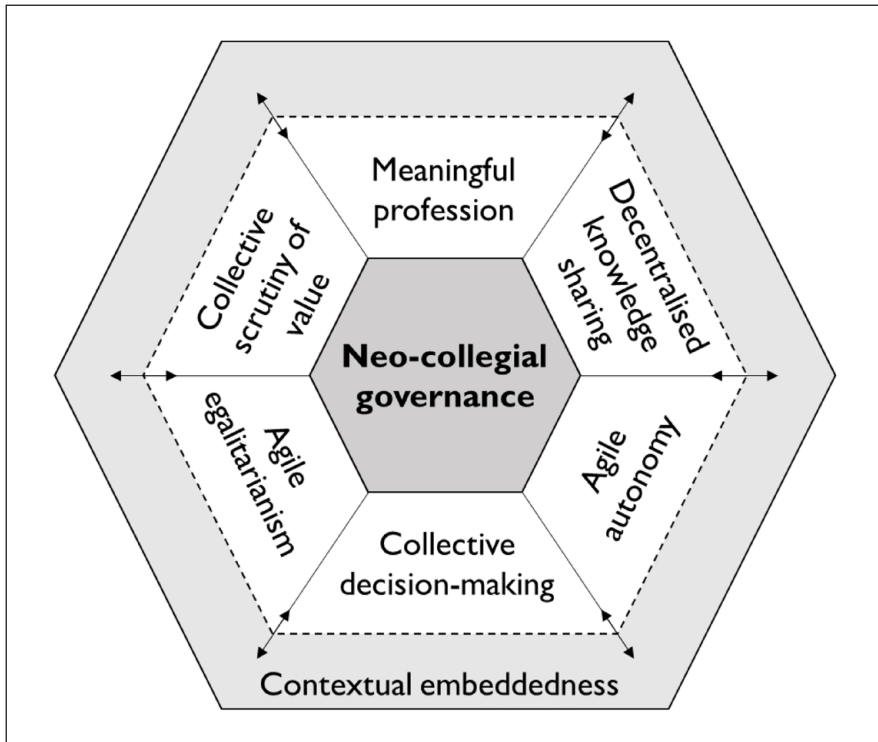 Meaningful
profession
Decentralised
knowledge
sharing
Agile
autonomy
Collective
decision-making
Agile
egalitarianism
Collective
scrutiny of
value
Neo-collegial
governance
Contextual embeddedness